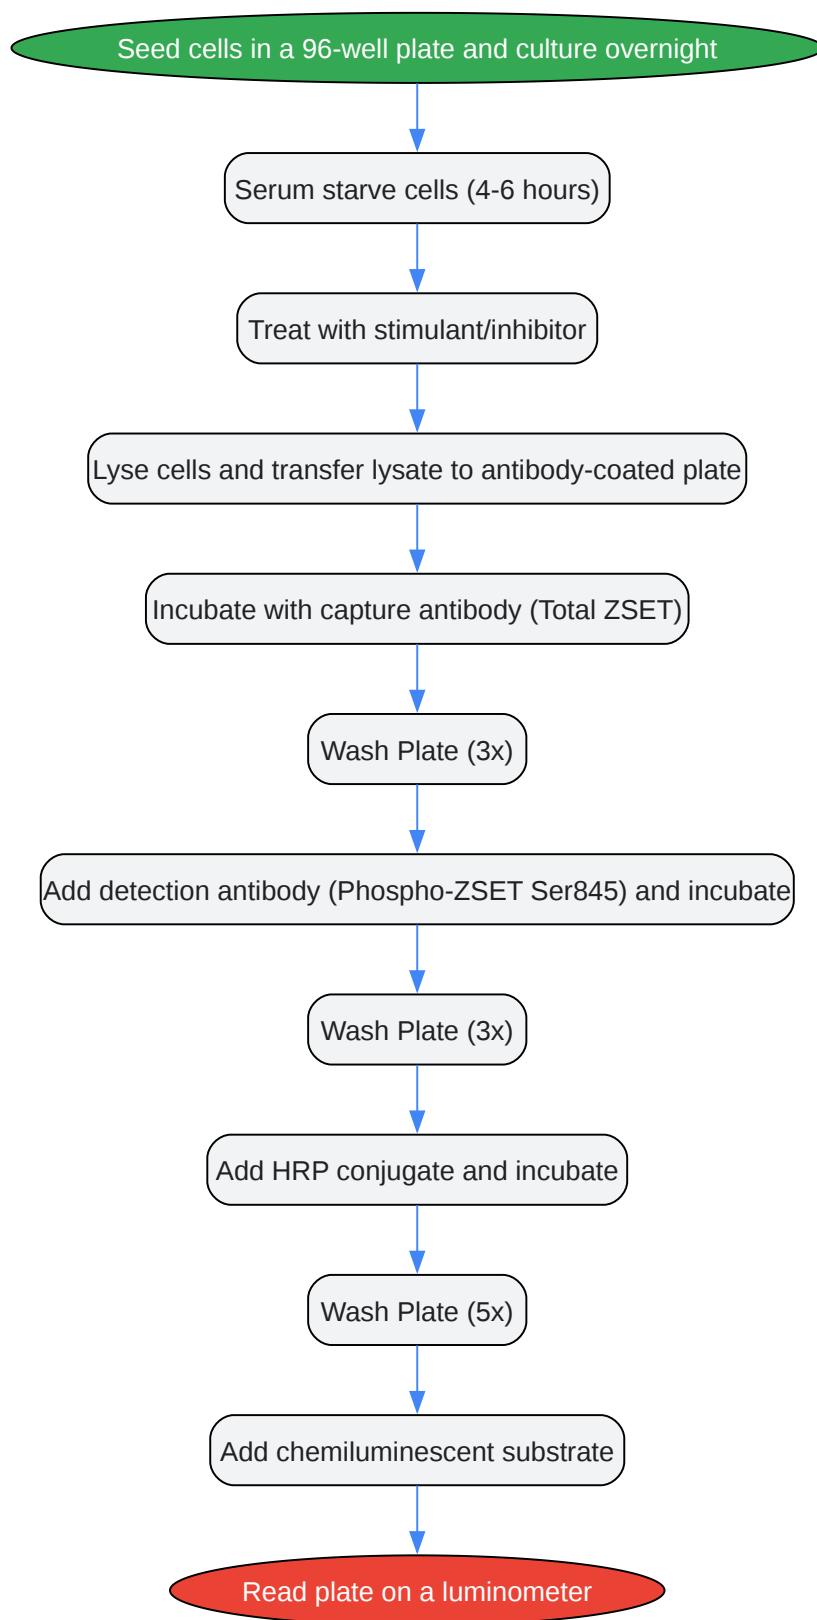 Seed cells in a 96-well plate and culture overnight
Serum starve cells (4-6 hours)
Treat with stimulant/inhibitor
Lyse cells and transfer lysate to antibody-coated plate
Incubate with capture antibody (Total ZSET)
Wash Plate (3x)
Add detection antibody (Phospho-ZSET Ser845) and incubate
Wash Plate (3x)
Add HRP conjugate and incubate
Wash Plate (5x)
Add chemiluminescent substrate
Read plate on a luminometer